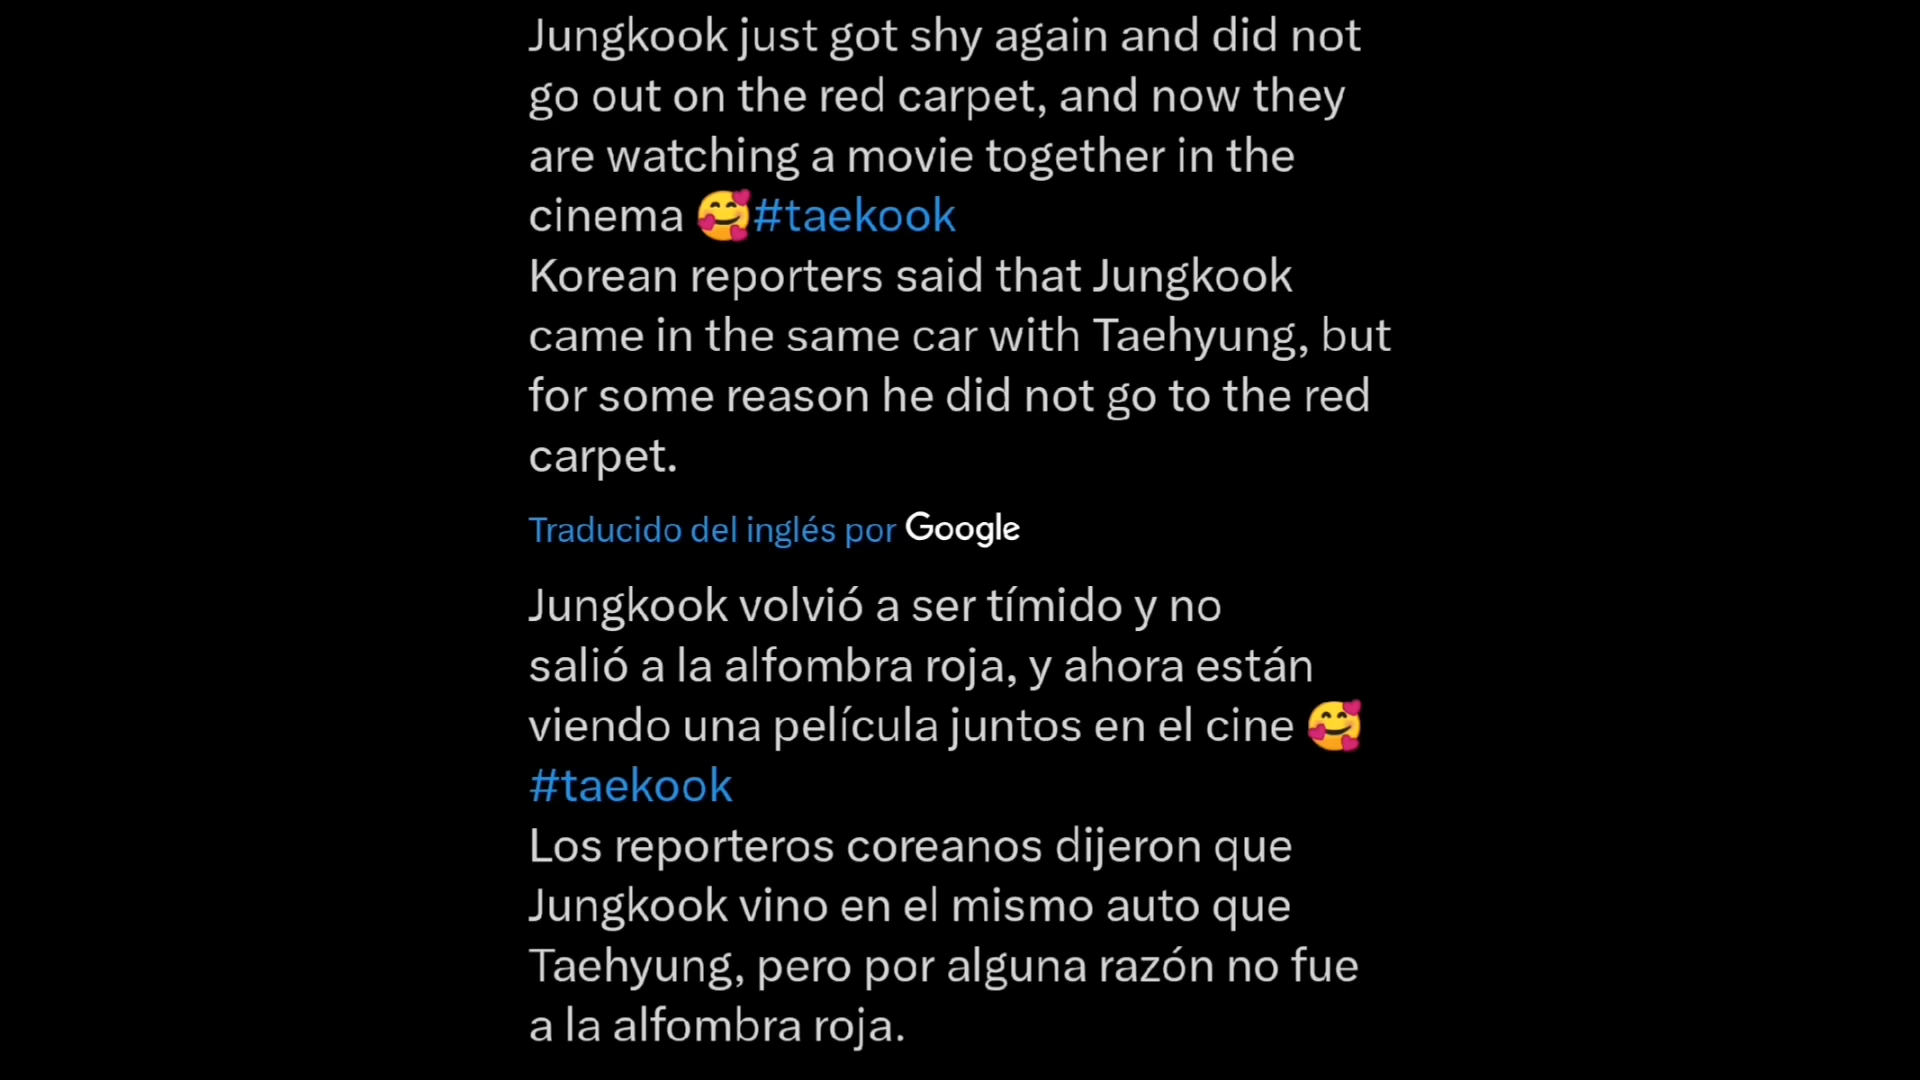 Jungkook just got shy again and did not
go out on the red carpet, and now they
are watching a movie together in the
cinema 🥰#taekook
Korean reporters said that Jungkook
came in the same car with Taehyung, but
for some reason he did not go to the red
carpet.
Traducido del inglés por Google
Jungkook volvió a ser tímido y no
salió a la alfombra roja, y ahora están
viendo una película juntos en el cine 🥰
#taekook
Los reporteros coreanos dijeron que
Jungkook vino en el mismo auto que
Taehyung, pero por alguna razón no fue
a la alfombra roja.